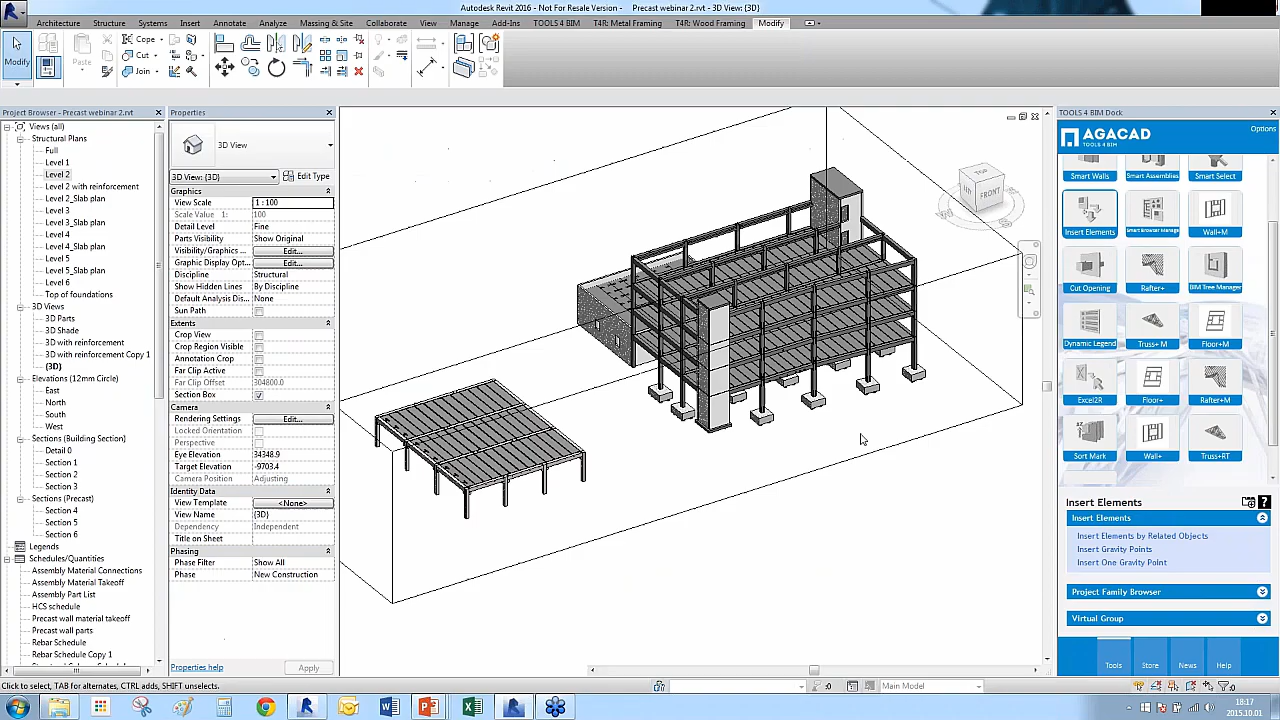 Autodesk Revit 2016 - Not For Resale Version - Precast webinar 2.rvt - 3D View: {3D}
Architecture Structure Systems Insert Annotate Analyze Massing & Site Collaborate View Manage Add-Ins TOOLS 4 BIM T4R: Metal Framing T4R: Wood Framing Modify
Modify
Paste
Cope
Cut
Join
Project Browser - Precast webinar 2.rvt
Views (all)
Structural Plans
Full
Level 1
Level 2
Level 2 with reinforcement
Level 2_Slab plan
Level 3
Level 3_Slab plan
Level 4
Level 4_Slab plan
Level 5
Level 5_Slab plan
Level 6
Top of foundations
3D Views
3D Parts
3D Shade
3D with reinforcement
3D with reinforcement Copy 1
{3D}
Elevations (12mm Circle)
East
North
South
West
Sections (Building Section)
Detail 0
Section 1
Section 2
Section 3
Sections (Precast)
Section 4
Section 5
Section 6
Legends
Schedules/Quantities
Assembly Material Connections
Assembly Material Takeoff
Assembly Part List
HCS schedule
Precast wall material takeoff
Precast wall parts
Rebar Schedule
Rebar Schedule Copy 1
Properties
3D View
3D View: {3D} Edit Type
Graphics
View Scale 1 : 100
Scale Value 1: 100
Detail Level Fine
Parts Visibility Show Original
Visibility/Graphics ... Edit...
Graphic Display Opt... Edit...
Discipline Structural
Show Hidden Lines By Discipline
Default Analysis Dis... None
Sun Path
Extents
Crop View
Crop Region Visible
Annotation Crop
Far Clip Active
Far Clip Offset 304800.0
Section Box
Camera
Rendering Settings Edit...
Locked Orientation
Perspective
Eye Elevation 34348.9
Target Elevation -9703.4
Camera Position Adjusting
Identity Data
View Template <None>
View Name {3D}
Dependency Independent
Title on Sheet
Phasing
Phase Filter Show All
Phase New Construction
Properties help
Apply
TOP
FRONT
TOOLS 4 BIM Dock
AGACAD
TOOLS 4 BIM
Options
Smart Walls Smart Assemblies Smart Select
Insert Elements Smart Browser Manage Wall+M
Cut Opening Rafter+ BIM Tree Manager
Dynamic Legend Truss+ M Floor+M
Excel2R Floor+ Rafter+M
Sort Mark Wall+ Truss+RT
Insert Elements
Insert Elements
Insert Elements by Related Objects
Insert Gravity Points
Insert One Gravity Point
Project Family Browser
Virtual Group
Tools Store News Help
Click to select, TAB for alternates, CTRL adds, SHIFT unselects.
:0
Main Model
:0
18:17
2015.10.01